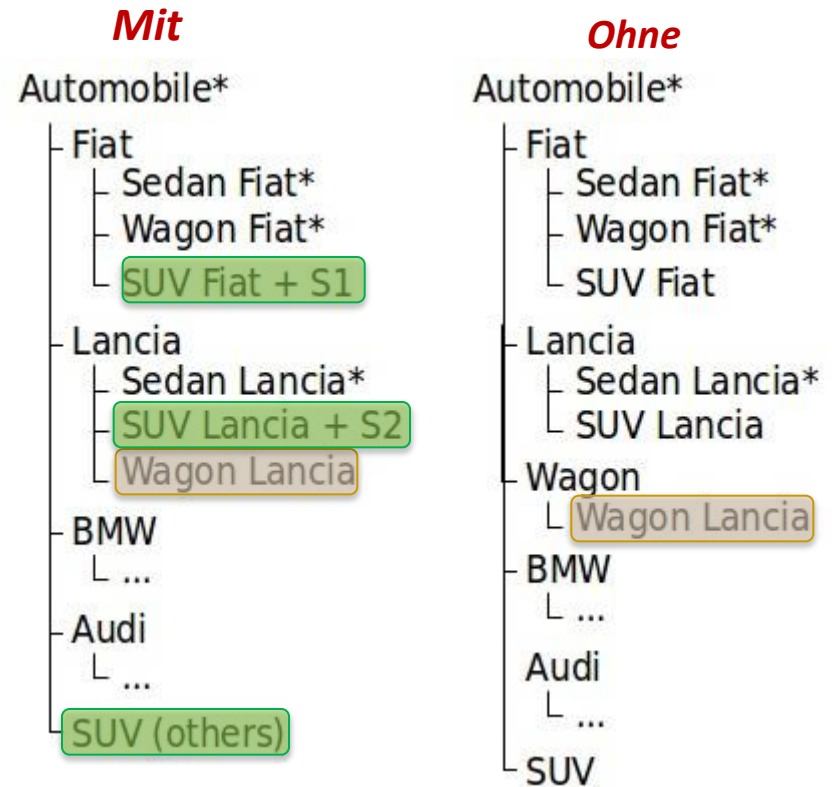 Mit
Automobile*
Fiat
Sedan Fiat*
Wagon Fiat*
SUV Fiat + S1
Lancia
Sedan Lancia*
SUV Lancia + S2
Wagon Lancia
BMW
...
Audi
...
SUV (others)
Ohne
Automobile*
Fiat
Sedan Fiat*
Wagon Fiat*
SUV Fiat
Lancia
Sedan Lancia*
SUV Lancia
Wagon
Wagon Lancia
BMW
...
Audi
...
SUV